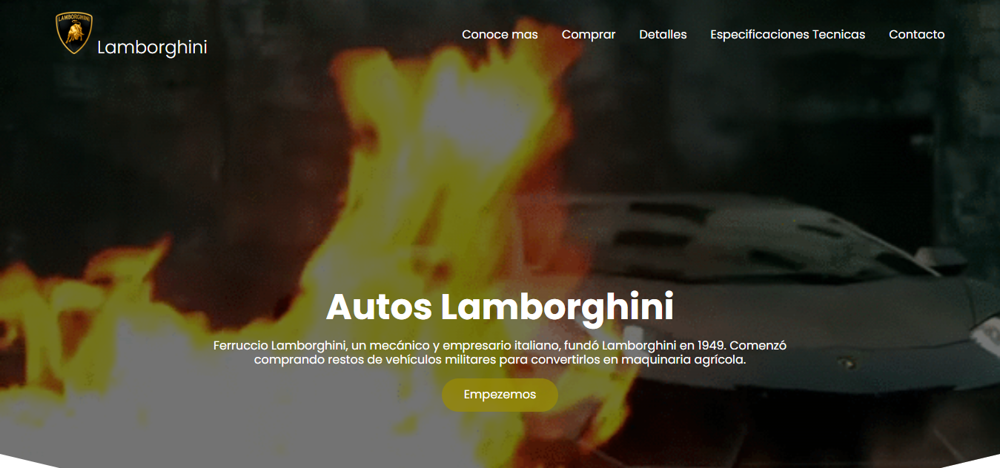 LAMBORGHINI
Lamborghini
Conoce mas Comprar Detalles Especificaciones Tecnicas Contacto
Autos Lamborghini
Ferruccio Lamborghini, un mecánico y empresario italiano, fundó Lamborghini en 1949. Comenzó
comprando restos de vehículos militares para convertirlos en maquinaria agrícola.
Empezemos